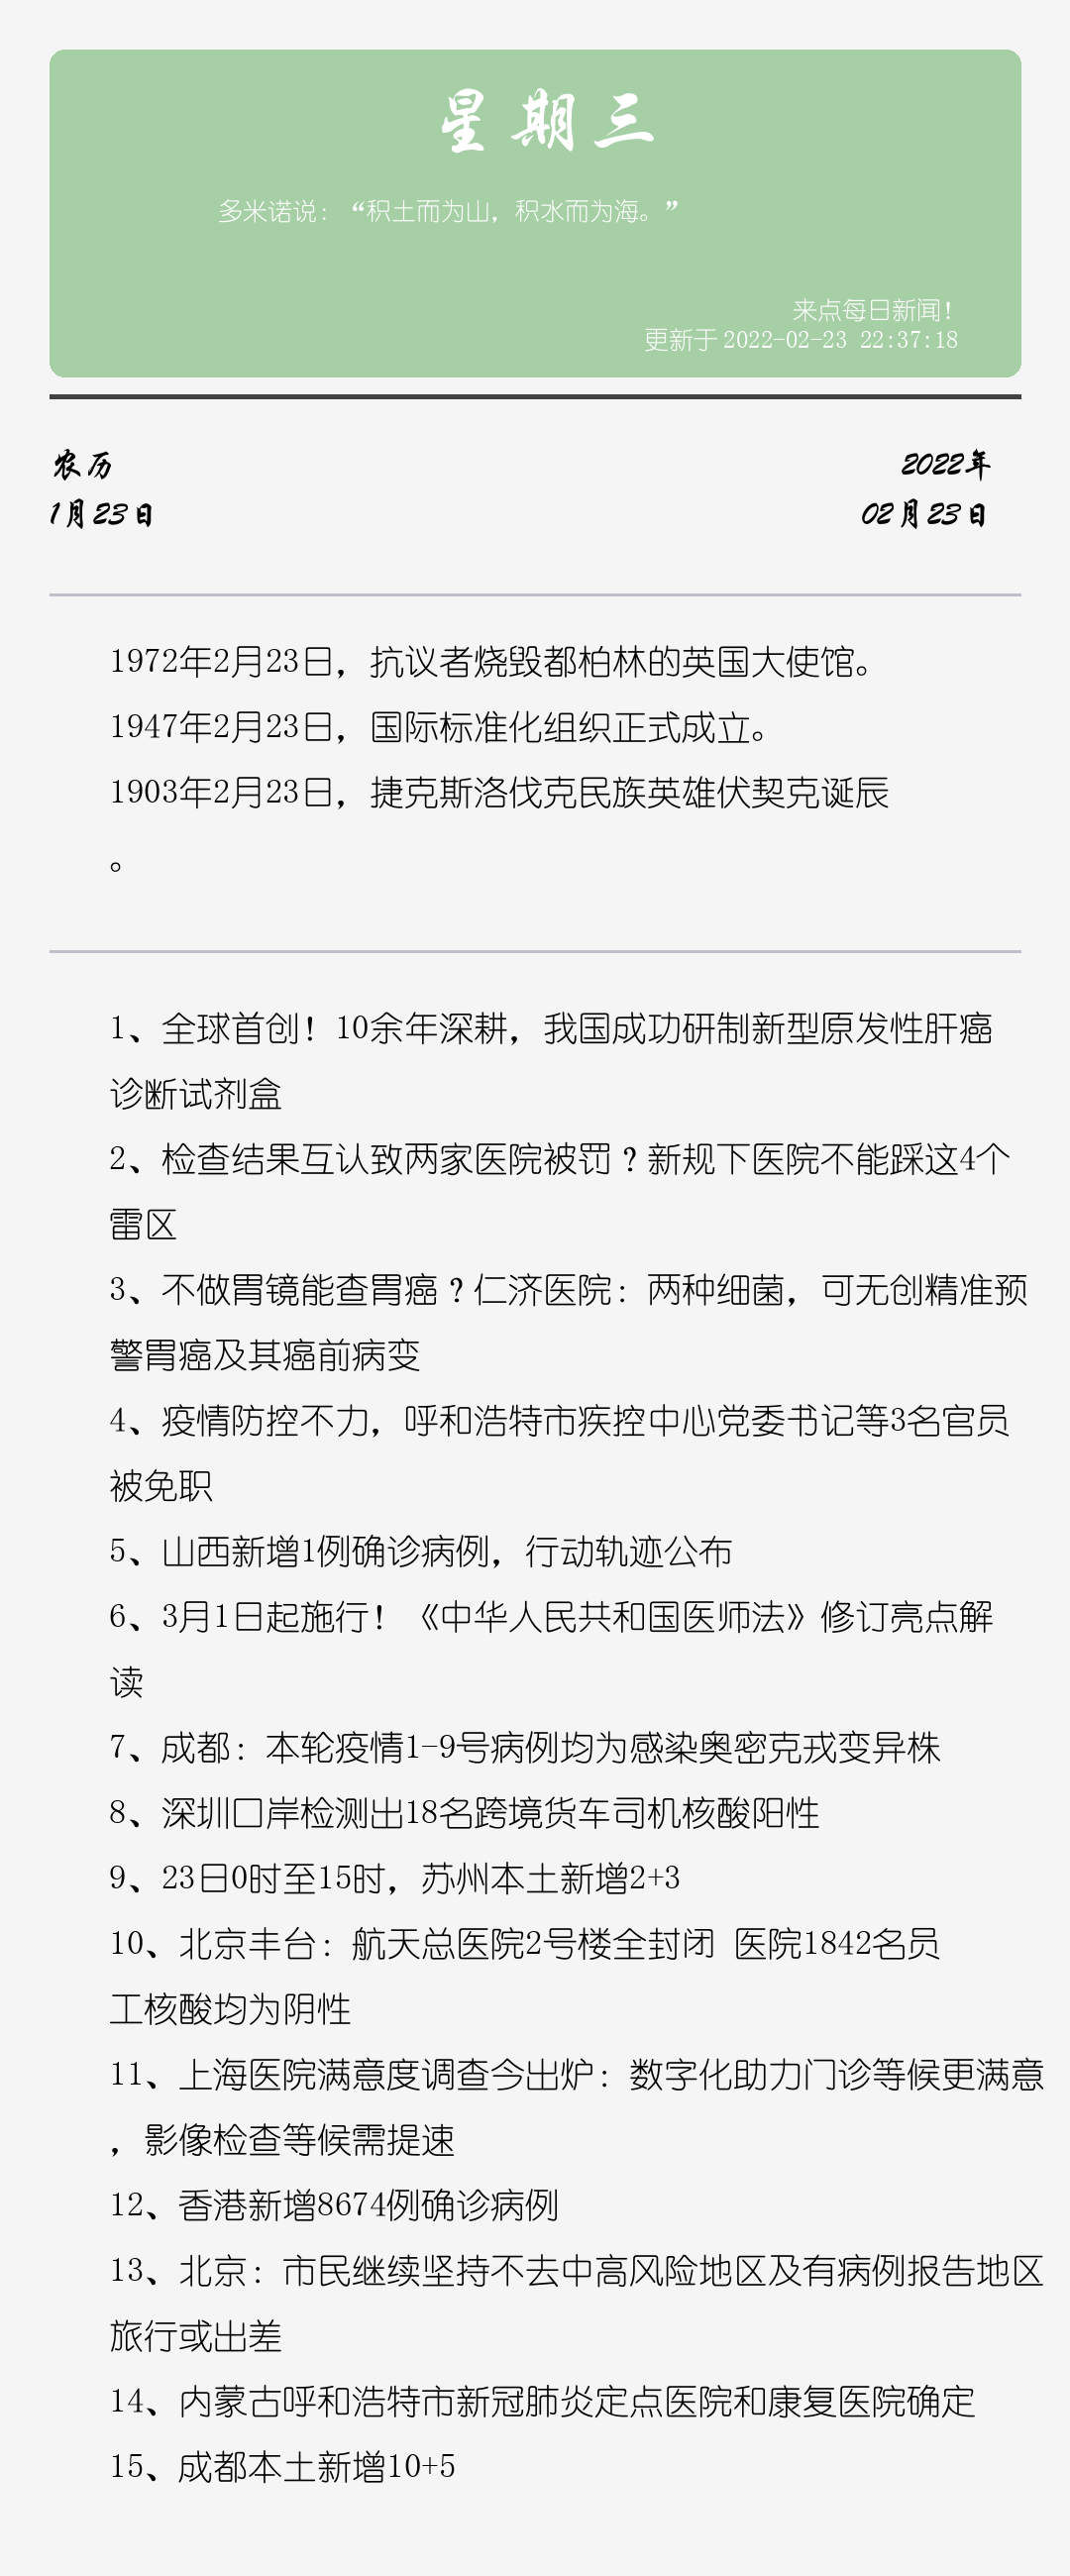 星期三
多米诺说：“积土而为山，积水而为海。”
来点每日新闻！
更新于 2022-02-23 22:37:18
农历
2022年
1月23日
02月23日
1972年2月23日，抗议者烧毁都柏林的英国大使馆。
1947年2月23日，国际标准化组织正式成立。
1903年2月23日，捷克斯洛伐克民族英雄伏契克诞辰
。
1、全球首创！10余年深耕，我国成功研制新型原发性肝癌
诊断试剂盒
2、检查结果互认致两家医院被罚？新规下医院不能踩这4个
雷区
3、不做胃镜能查胃癌？仁济医院：两种细菌，可无创精准预
警胃癌及其癌前病变
4、疫情防控不力，呼和浩特市疾控中心党委书记等3名官员
被免职
5、山西新增1例确诊病例，行动轨迹公布
6、3月1日起施行！《中华人民共和国医师法》修订亮点解
读
7、成都：本轮疫情1-9号病例均为感染奥密克戎变异株
8、深圳口岸检测出18名跨境货车司机核酸阳性
9、23日0时至15时，苏州本土新增2+3
10、北京丰台：航天总医院2号楼全封闭 医院1842名员
工核酸均为阴性
11、上海医院满意度调查今出炉：数字化助力门诊等候更满意
，影像检查等候需提速
12、香港新增8674例确诊病例
13、北京：市民继续坚持不去中高风险地区及有病例报告地区
旅行或出差
14、内蒙古呼和浩特市新冠肺炎定点医院和康复医院确定
15、成都本土新增10+5